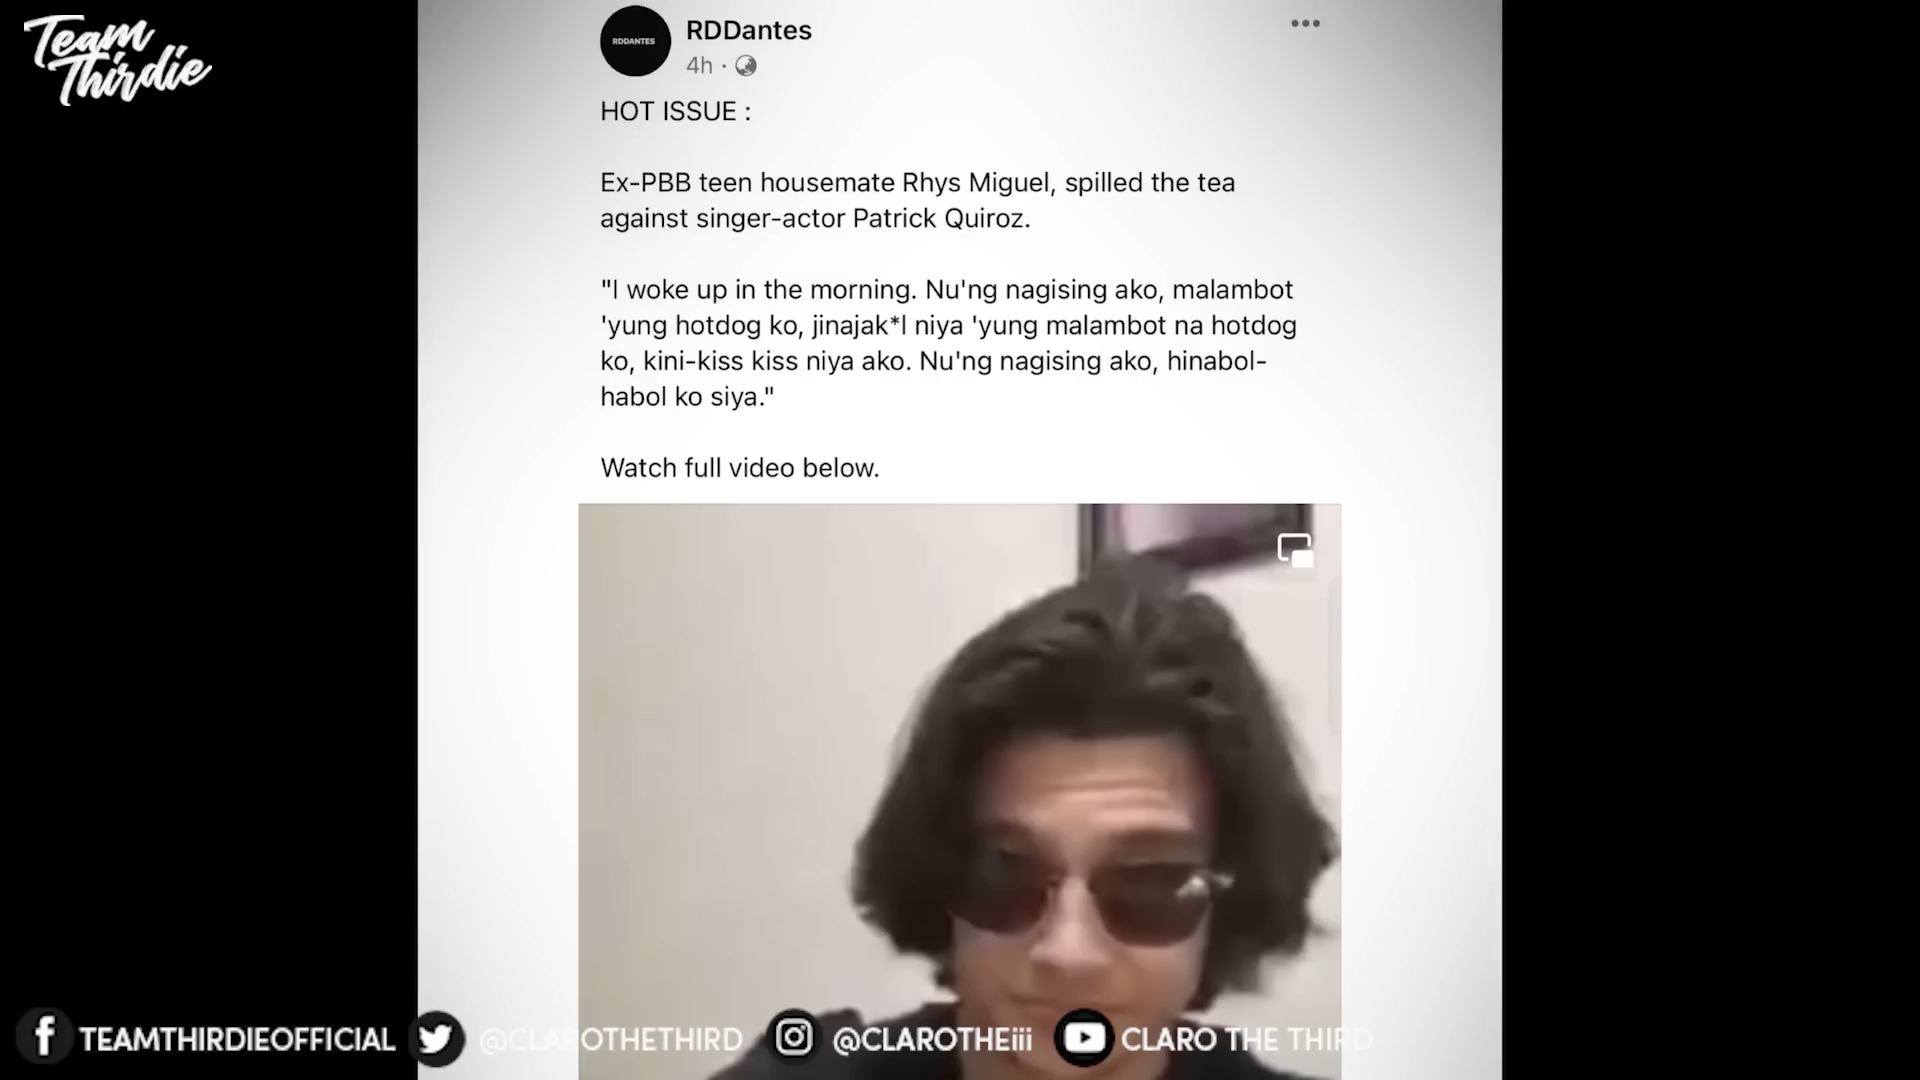 Team
Thirdie
RDDANTES
RDDantes
4h ·
HOT ISSUE :
Ex-PBB teen housemate Rhys Miguel, spilled the tea
against singer-actor Patrick Quiroz.
"I woke up in the morning. Nu'ng nagising ako, malambot
'yung hotdog ko, jinajak*l niya 'yung malambot na hotdog
ko, kini-kiss kiss niya ako. Nu'ng nagising ako, hinabol-
habol ko siya."
Watch full video below.
TEAMTHIRDIEOFFICIAL @CLAROTHETHIRD @CLAROTHEiii CLARO THE THIRD